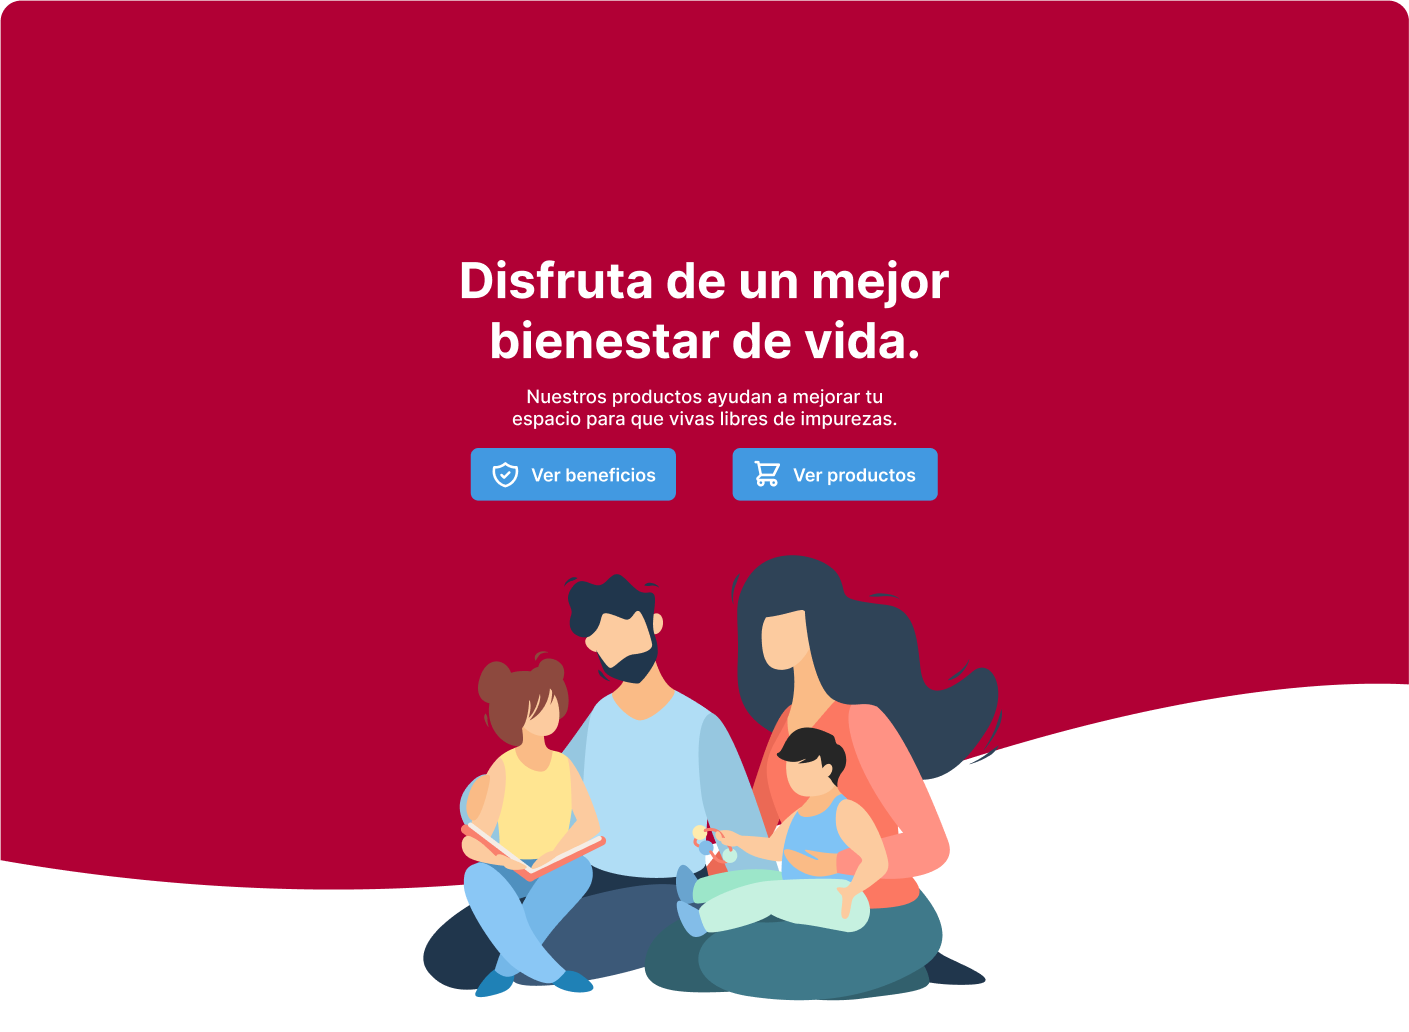 Disfruta de un mejor
bienestar de vida.
Nuestros productos ayudan a mejorar tu
espacio para que vivas libres de impurezas.
Ver beneficios
Ver productos